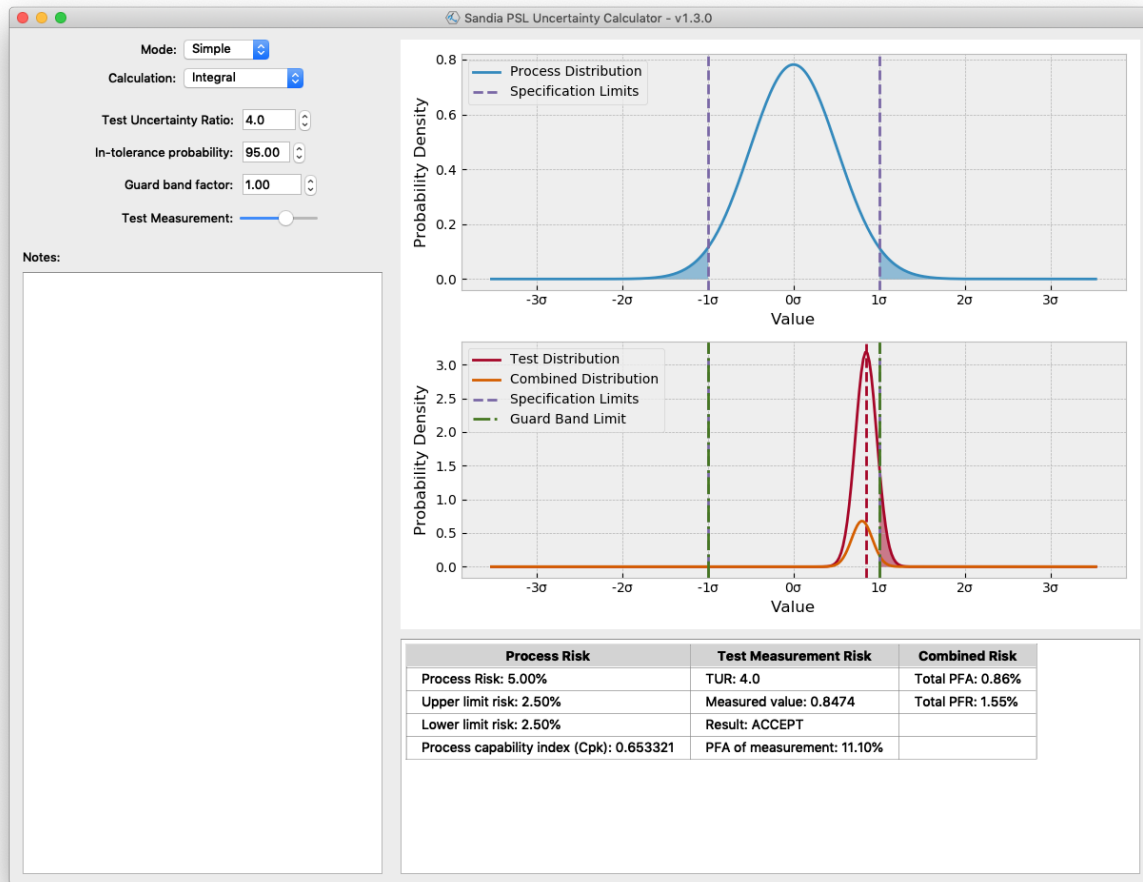 Sandia PSL Uncertainty Calculator - v1.3.0
Mode: Simple
Calculation: Integral
Test Uncertainty Ratio: 4.0
In-tolerance probability: 95.00
Guard band factor: 1.00
Test Measurement:
Notes:
Process Distribution
Specification Limits
Probability Density
0.8
0.6
0.4
0.2
0.0
-3σ -2σ -1σ 0σ 1σ 2σ 3σ
Value
Test Distribution
Combined Distribution
Specification Limits
Guard Band Limit
Probability Density
3.0
2.5
2.0
1.5
1.0
0.5
0.0
-3σ -2σ -1σ 0σ 1σ 2σ 3σ
Value
Process Risk Test Measurement Risk Combined Risk
Process Risk: 5.00% TUR: 4.0 Total PFA: 0.86%
Upper limit risk: 2.50% Measured value: 0.8474 Total PFR: 1.55%
Lower limit risk: 2.50% Result: ACCEPT
Process capability index (Cpk): 0.653321 PFA of measurement: 11.10%